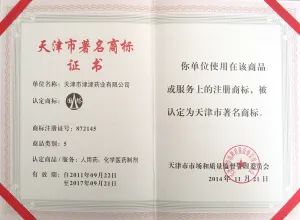 天津市著名商标
证书
单位名称：天津市津津药业有限公司
认定商标：
商标注册证号：872145
商品类别：5
认定商品/服务：人用药；化学医药制剂
有效期：自2011年09月22日
至2017年09月21日
你单位使用在该商品
或服务上的注册商标，被
认定为天津市著名商标。
天津市市场和质量监督管理委员会
2014年11月21日